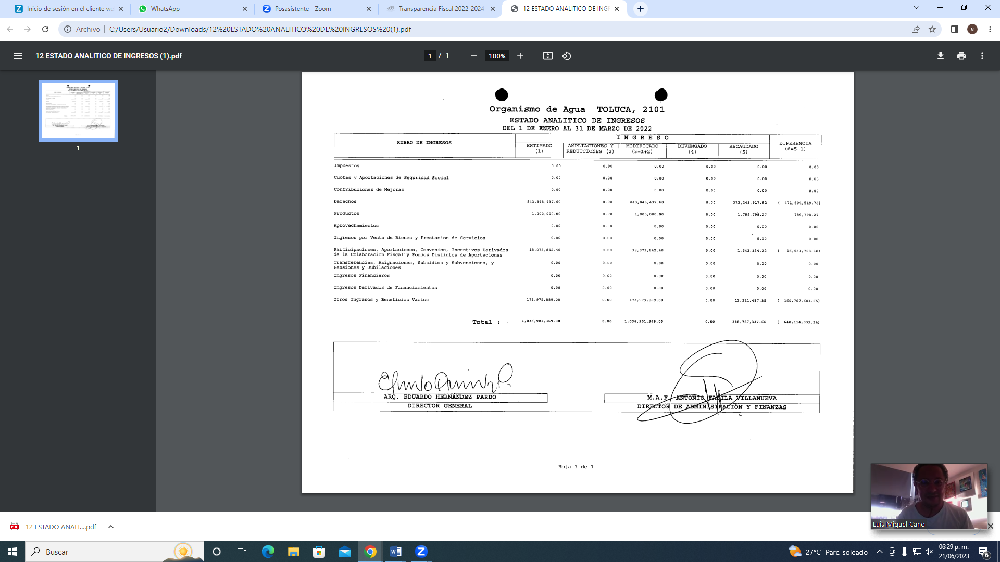 Inicio de sesión en el cliente we
WhatsApp
Posasistente - Zoom
Transparencia Fiscal 2022-2024
12 ESTADO ANALITICO DE INGR
Archivo | C:/Users/Usuario2/Downloads/12%20ESTADO%20ANALITICO%20DE%20INGRESOS%20(1).pdf
e
12 ESTADO ANALITICO DE INGRESOS (1).pdf
1 / 1
100%
1
Organismo de Agua TOLUCA, 2101
ESTADO ANALITICO DE INGRESOS
DEL 1 DE ENERO AL 31 DE MARZO DE 2022
I N G R E S O
RUBRO DE INGRESOS ESTIMADO (1) AMPLIACIONES Y REDUCCIONES (2) MODIFICADO (3=1+2) DEVENGADO (4) RECAUDADO (5) DIFERENCIA (6=5-1)
Impuestos 0.00 0.00 0.00 0.00 0.00 0.00
Cuotas y Aportaciones de Seguridad Social 0.00 0.00 0.00 0.00 0.00 0.00
Contribuciones de Mejoras 0.00 0.00 0.00 0.00 0.00 0.00
Derechos 843,848,437.60 0.00 843,848,437.60 0.00 372,243,917.82 ( 471,604,519.78)
Productos 1,000,000.00 0.00 1,000,000.00 0.00 1,789,798.27 789,798.27
Aprovechamientos 0.00 0.00 0.00 0.00 0.00 0.00
Ingresos por Venta de Bienes y Prestacion de Servicios 0.00 0.00 0.00 0.00 0.00 0.00
Participaciones, Aportaciones, Convenios, Incentivos Derivados 18,073,842.40 0.00 18,073,842.40 0.00 1,542,134.22 ( 16,531,708.18)
de la Colaboracion Fiscal y Fondos Distintos de Aportaciones
Transferencias, Asignaciones, Subsidios y Subvenciones, y 0.00 0.00 0.00 0.00 0.00 0.00
Pensiones y Jubilaciones
Ingresos Financieros 0.00 0.00 0.00 0.00 0.00 0.00
Ingresos Derivados de Financiamientos 0.00 0.00 0.00 0.00 0.00 0.00
Otros Ingresos y Beneficios Varios 173,979,089.00 0.00 173,979,089.00 0.00 13,211,487.35 ( 160,767,601.65)
Total : 1,036,901,369.00 0.00 1,036,901,369.00 0.00 388,787,337.66 ( 648,114,031.34)
ARQ. EDUARDO HERNÁNDEZ PARDO
DIRECTOR GENERAL
M.A.F. ANTONIO FASILA VILLANUEVA
DIRECTOR DE ADMINISTRACIÓN Y FINANZAS
Hoja 1 de 1
Luis Miguel Cano
PDF
12 ESTADO ANALI....pdf
Buscar
27°C Parc. soleado
06:29 p. m.
21/06/2023
6